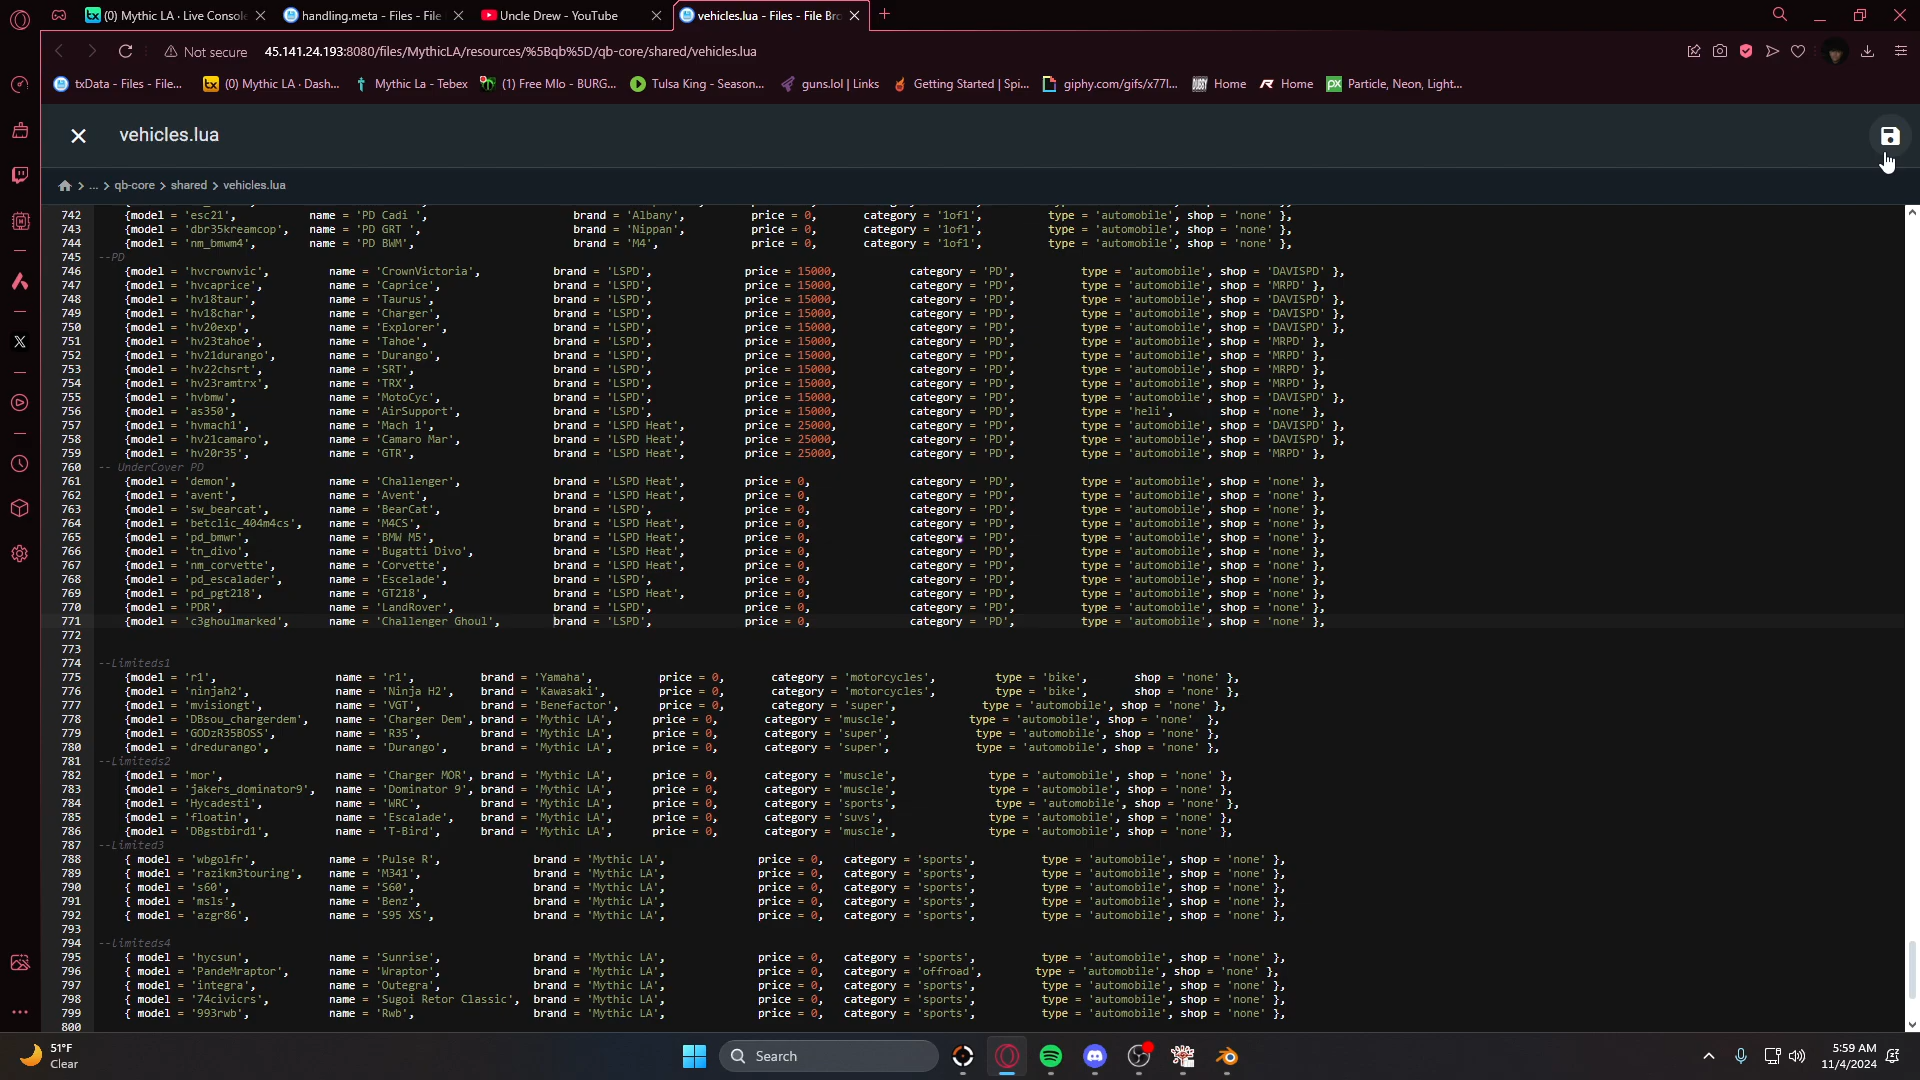 (0) Mythic LA · Live Console
handling.meta - Files - File
Uncle Drew - YouTube
vehicles.lua - Files - File Bro
Not secure
45.141.24.193:8080/files/MythicLA/resources/%5Bqb%5D/qb-core/shared/vehicles.lua
txData - Files - File...
(0) Mythic LA · Dash...
Mythic La - Tebex
(1) Free Mlo - BURG...
Tulsa King - Season...
guns.lol | Links
Getting Started | Spi...
giphy.com/gifs/x77l...
Home
Home
Particle, Neon, Light...
vehicles.lua
... > qb-core > shared > vehicles.lua
742 {model = 'esc21', name = 'PD Cadi ', brand = 'Albany', price = 0, category = '1of1', type = 'automobile', shop = 'none' },
743 {model = 'dbr35kreamcop', name = 'PD GRT ', brand = 'Nippan', price = 0, category = '1of1', type = 'automobile', shop = 'none' },
744 {model = 'nm_bmwm4', name = 'PD BWM', brand = 'M4', price = 0, category = '1of1', type = 'automobile', shop = 'none' },
745 --PD
746 {model = 'hvcrownvic', name = 'CrownVictoria', brand = 'LSPD', price = 15000, category = 'PD', type = 'automobile', shop = 'DAVISPD' },
747 {model = 'hvcaprice', name = 'Caprice', brand = 'LSPD', price = 15000, category = 'PD', type = 'automobile', shop = 'MRPD' },
748 {model = 'hv18taur', name = 'Taurus', brand = 'LSPD', price = 15000, category = 'PD', type = 'automobile', shop = 'DAVISPD' },
749 {model = 'hv18char', name = 'Charger', brand = 'LSPD', price = 15000, category = 'PD', type = 'automobile', shop = 'DAVISPD' },
750 {model = 'hv20exp', name = 'Explorer', brand = 'LSPD', price = 15000, category = 'PD', type = 'automobile', shop = 'DAVISPD' },
751 {model = 'hv23tahoe', name = 'Tahoe', brand = 'LSPD', price = 15000, category = 'PD', type = 'automobile', shop = 'MRPD' },
752 {model = 'hv21durango', name = 'Durango', brand = 'LSPD', price = 15000, category = 'PD', type = 'automobile', shop = 'MRPD' },
753 {model = 'hv22chsrt', name = 'SRT', brand = 'LSPD', price = 15000, category = 'PD', type = 'automobile', shop = 'MRPD' },
754 {model = 'hv23ramtrx', name = 'TRX', brand = 'LSPD', price = 15000, category = 'PD', type = 'automobile', shop = 'MRPD' },
755 {model = 'hvbmw', name = 'MotoCyc', brand = 'LSPD', price = 15000, category = 'PD', type = 'automobile', shop = 'DAVISPD' },
756 {model = 'as350', name = 'AirSupport', brand = 'LSPD', price = 15000, category = 'PD', type = 'heli', shop = 'none' },
757 {model = 'hvmach1', name = 'Mach 1', brand = 'LSPD Heat', price = 25000, category = 'PD', type = 'automobile', shop = 'DAVISPD' },
758 {model = 'hv21camaro', name = 'Camaro Mar', brand = 'LSPD Heat', price = 25000, category = 'PD', type = 'automobile', shop = 'DAVISPD' },
759 {model = 'hv20r35', name = 'GTR', brand = 'LSPD Heat', price = 25000, category = 'PD', type = 'automobile', shop = 'MRPD' },
760 -- UnderCover PD
761 {model = 'demon', name = 'Challenger', brand = 'LSPD Heat', price = 0, category = 'PD', type = 'automobile', shop = 'none' },
762 {model = 'avent', name = 'Avent', brand = 'LSPD Heat', price = 0, category = 'PD', type = 'automobile', shop = 'none' },
763 {model = 'sw_bearcat', name = 'BearCat', brand = 'LSPD Heat', price = 0, category = 'PD', type = 'automobile', shop = 'none' },
764 {model = 'betclic_404m4cs', name = 'M4CS', brand = 'LSPD Heat', price = 0, category = 'PD', type = 'automobile', shop = 'none' },
765 {model = 'pd_bmwr', name = 'BMW M5', brand = 'LSPD Heat', price = 0, category = 'PD', type = 'automobile', shop = 'none' },
766 {model = 'tn_divo', name = 'Bugatti Divo', brand = 'LSPD Heat', price = 0, category = 'PD', type = 'automobile', shop = 'none' },
767 {model = 'nm_corvette', name = 'Corvette', brand = 'LSPD Heat', price = 0, category = 'PD', type = 'automobile', shop = 'none' },
768 {model = 'pd_escalader', name = 'Escelade', brand = 'LSPD', price = 0, category = 'PD', type = 'automobile', shop = 'none' },
769 {model = 'pd_pgt218', name = 'GT218', brand = 'LSPD Heat', price = 0, category = 'PD', type = 'automobile', shop = 'none' },
770 {model = 'PDR', name = 'LandRover', brand = 'LSPD', price = 0, category = 'PD', type = 'automobile', shop = 'none' },
771 {model = 'c3ghoulmarked', name = 'Challenger Ghoul', brand = 'LSPD', price = 0, category = 'PD', type = 'automobile', shop = 'none' },
772
773
774 --Limiteds1
775 {model = 'r1', name = 'r1', brand = 'Yamaha', price = 0, category = 'motorcycles', type = 'bike', shop = 'none' },
776 {model = 'ninjah2', name = 'Ninja H2', brand = 'Kawasaki', price = 0, category = 'motorcycles', type = 'bike', shop = 'none' },
777 {model = 'mvisiongt', name = 'VGT', brand = 'Benefactor', price = 0, category = 'super', type = 'automobile', shop = 'none' },
778 {model = 'DBsou_chargerdem', name = 'Charger Dem', brand = 'Mythic LA', price = 0, category = 'muscle', type = 'automobile', shop = 'none' },
779 {model = 'GODzR35BOSS', name = 'R35', brand = 'Mythic LA', price = 0, category = 'super', type = 'automobile', shop = 'none' },
780 {model = 'dredurango', name = 'Durango', brand = 'Mythic LA', price = 0, category = 'super', type = 'automobile', shop = 'none' },
781 --Limiteds2
782 {model = 'mor', name = 'Charger MOR', brand = 'Mythic LA', price = 0, category = 'muscle', type = 'automobile', shop = 'none' },
783 {model = 'jakers_dominator9', name = 'Dominator 9', brand = 'Mythic LA', price = 0, category = 'muscle', type = 'automobile', shop = 'none' },
784 {model = 'Hycadesti', name = 'WRC', brand = 'Mythic LA', price = 0, category = 'sports', type = 'automobile', shop = 'none' },
785 {model = 'floatin', name = 'Escalade', brand = 'Mythic LA', price = 0, category = 'suvs', type = 'automobile', shop = 'none' },
786 {model = 'DBgstbird1', name = 'T-Bird', brand = 'Mythic LA', price = 0, category = 'muscle', type = 'automobile', shop = 'none' },
787 --Limited3
788 { model = 'wbgolfr', name = 'Pulse R', brand = 'Mythic LA', price = 0, category = 'sports', type = 'automobile', shop = 'none' },
789 { model = 'razikm3touring', name = 'M341', brand = 'Mythic LA', price = 0, category = 'sports', type = 'automobile', shop = 'none' },
790 { model = 's60', name = 'S60', brand = 'Mythic LA', price = 0, category = 'sports', type = 'automobile', shop = 'none' },
791 { model = 'msls', name = 'Benz', brand = 'Mythic LA', price = 0, category = 'sports', type = 'automobile', shop = 'none' },
792 { model = 'azgr86', name = 'S95 XS', brand = 'Mythic LA', price = 0, category = 'sports', type = 'automobile', shop = 'none' },
793
794 --limiteds4
795 { model = 'hycsun', name = 'Sunrise', brand = 'Mythic LA', price = 0, category = 'sports', type = 'automobile', shop = 'none' },
796 { model = 'PandeMraptor', name = 'Wraptor', brand = 'Mythic LA', price = 0, category = 'offroad', type = 'automobile', shop = 'none' },
797 { model = 'integra', name = 'Outegra', brand = 'Mythic LA', price = 0, category = 'sports', type = 'automobile', shop = 'none' },
798 { model = '74civicrs', name = 'Sugoi Retor Classic', brand = 'Mythic LA', price = 0, category = 'sports', type = 'automobile', shop = 'none' },
799 { model = '993rwb', name = 'Rwb', brand = 'Mythic LA', price = 0, category = 'sports', type = 'automobile', shop = 'none' },
800
51°F
Clear
Search
5:59 AM
11/4/2024